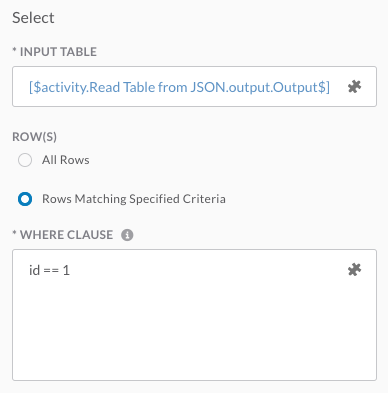 Select
* INPUT TABLE
[$activity.Read Table from JSON.output.Output$]
ROW(S)
All Rows
Rows Matching Specified Criteria
* WHERE CLAUSE
id == 1